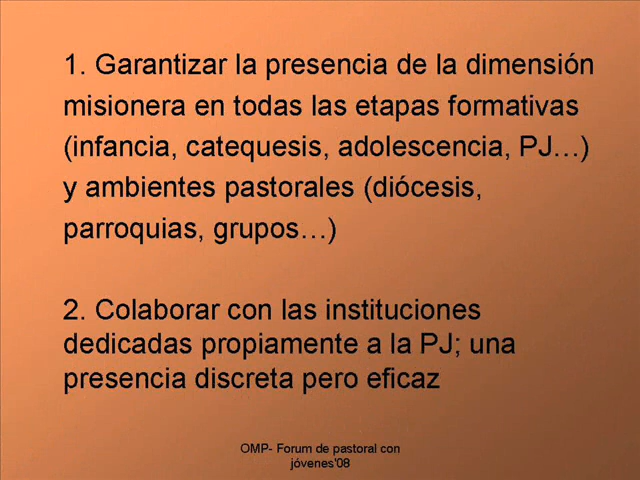 1. Garantizar la presencia de la dimensión
misionera en todas las etapas formativas
(infancia, catequesis, adolescencia, PJ…)
y ambientes pastorales (diócesis,
parroquias, grupos…)
2. Colaborar con las instituciones
dedicadas propiamente a la PJ; una
presencia discreta pero eficaz
OMP- Forum de pastoral con
jóvenes'08